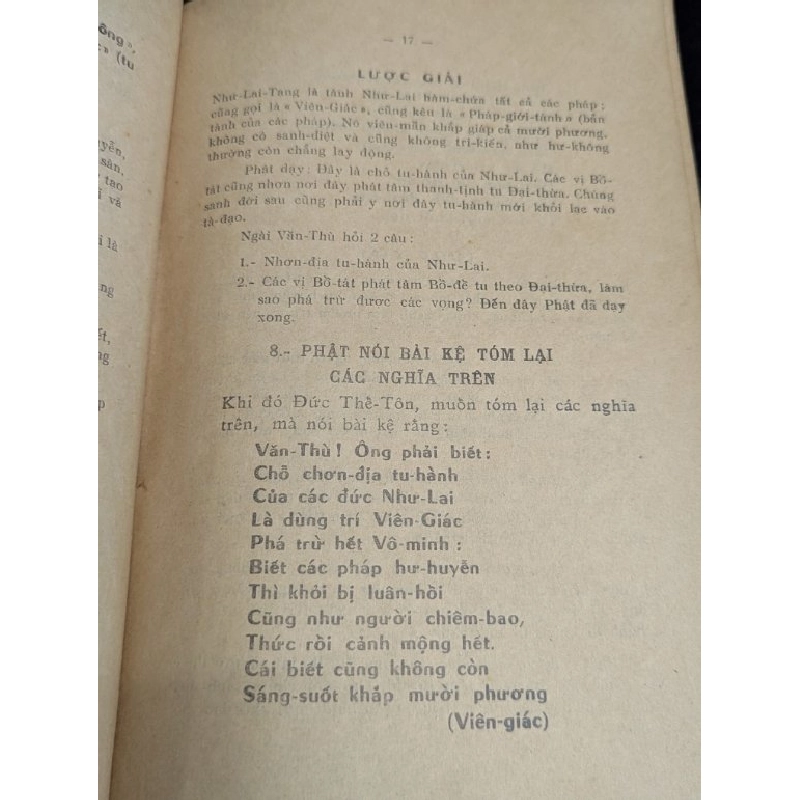 ông »,
c» (tu
uyễn,
sân,
tạo
i và
i là
ng
ết,
ng
p
— 17 —
LƯỢC GIẢI
Như-Lai-Tạng là tánh Như-Lai hàm-chứa tất cả các pháp ;
cũng gọi là « Viên-Giác », cũng kêu là « Pháp-giới-tánh » (bản
tánh của các pháp). Nó viên-mãn khắp giáp cả mười phương,
không có sanh-diệt và cũng không tri-kiến, như hư-không
thường còn chẳng lay động.
Phật dạy : Đây là chỗ tu-hành của Như-Lai. Các vị Bồ-
tát cũng nhơn nơi đây phát tâm thanh-tịnh tu Đại-thừa. Chúng
sanh đời sau cũng phải y nơi đây tu-hành mới khỏi lạc vào
tà-đạo.
Ngài Văn-Thù hỏi 2 câu :
1.- Nhơn-địa tu-hành của Như-Lai.
2.- Các vị Bồ-tát phát tâm Bồ-đề tu theo Đại-thừa, làm
sao phá trừ được các vọng? Đến đây Phật đã dạy
xong.
8.- PHẬT NÓI BÀI KỆ TÓM LẠI
CÁC NGHĨA TRÊN
Khi đó Đức Thế-Tôn, muốn tóm lại các nghĩa
trên, mà nói bài kệ rằng :
Văn-Thù ! Ông phải biết :
Chỗ chơn-địa tu-hành
Của các đức Như-Lai
Là dùng trí Viên-Giác
Phá trừ hết Vô-minh :
Biết các pháp hư-huyễn
Thì khỏi bị luân-hồi
Cũng như người chiêm-bao,
Thức rồi cảnh mộng hết.
Cái biết cũng không còn
Sáng-suốt khắp mười phương
(Viên-giác)